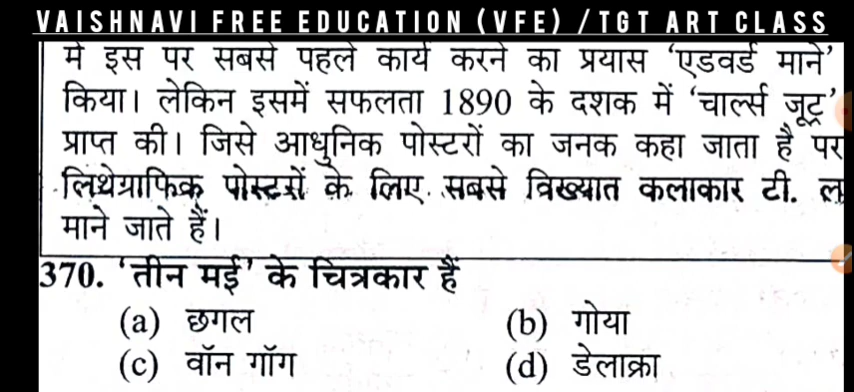 VAISHNAVI FREE EDUCATION (VFE) / TGT ART CLASS
में इस पर सबसे पहले कार्य करने का प्रयास ‘एडवर्ड माने’
किया। लेकिन इसमें सफलता 1890 के दशक में ‘चार्ल्स जूट्र’
प्राप्त की। जिसे आधुनिक पोस्टरों का जनक कहा जाता है पर
लिथेग्राफिक पोस्टरों के लिए सबसे विख्यात कलाकार टी. ल
माने जाते हैं।
370. ‘तीन मई’ के चित्रकार हैं
(a) छगल (b) गोया
(c) वॉन गॉग (d) डेलाक्रा